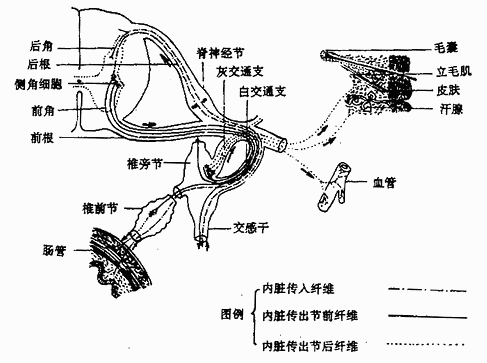 后角
后根
侧角细胞
前角
前根
脊神经节
灰交通支
白交通支
毛囊
立毛肌
皮肤
汗腺
血管
椎旁节
椎前节
交感干
肠管
图例
内脏传入纤维
内脏传出节前纤维
内脏传出节后纤维